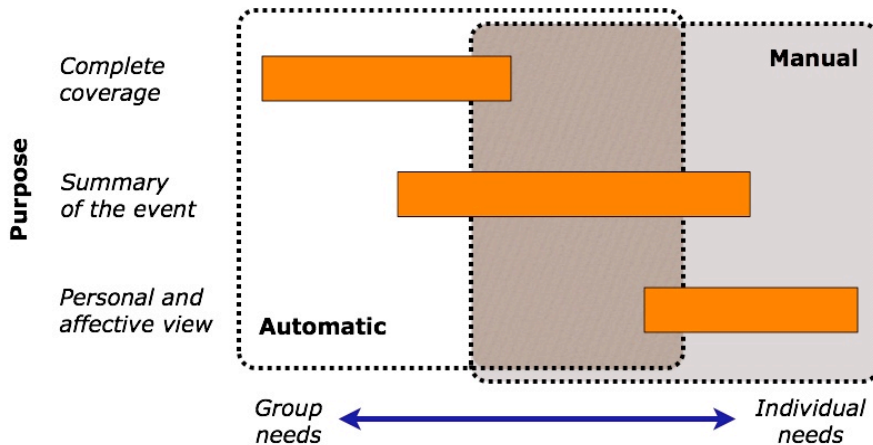 Purpose
Complete
coverage
Manual
Summary
of the event
Personal and
affective view
Automatic
Group
needs
Individual
needs